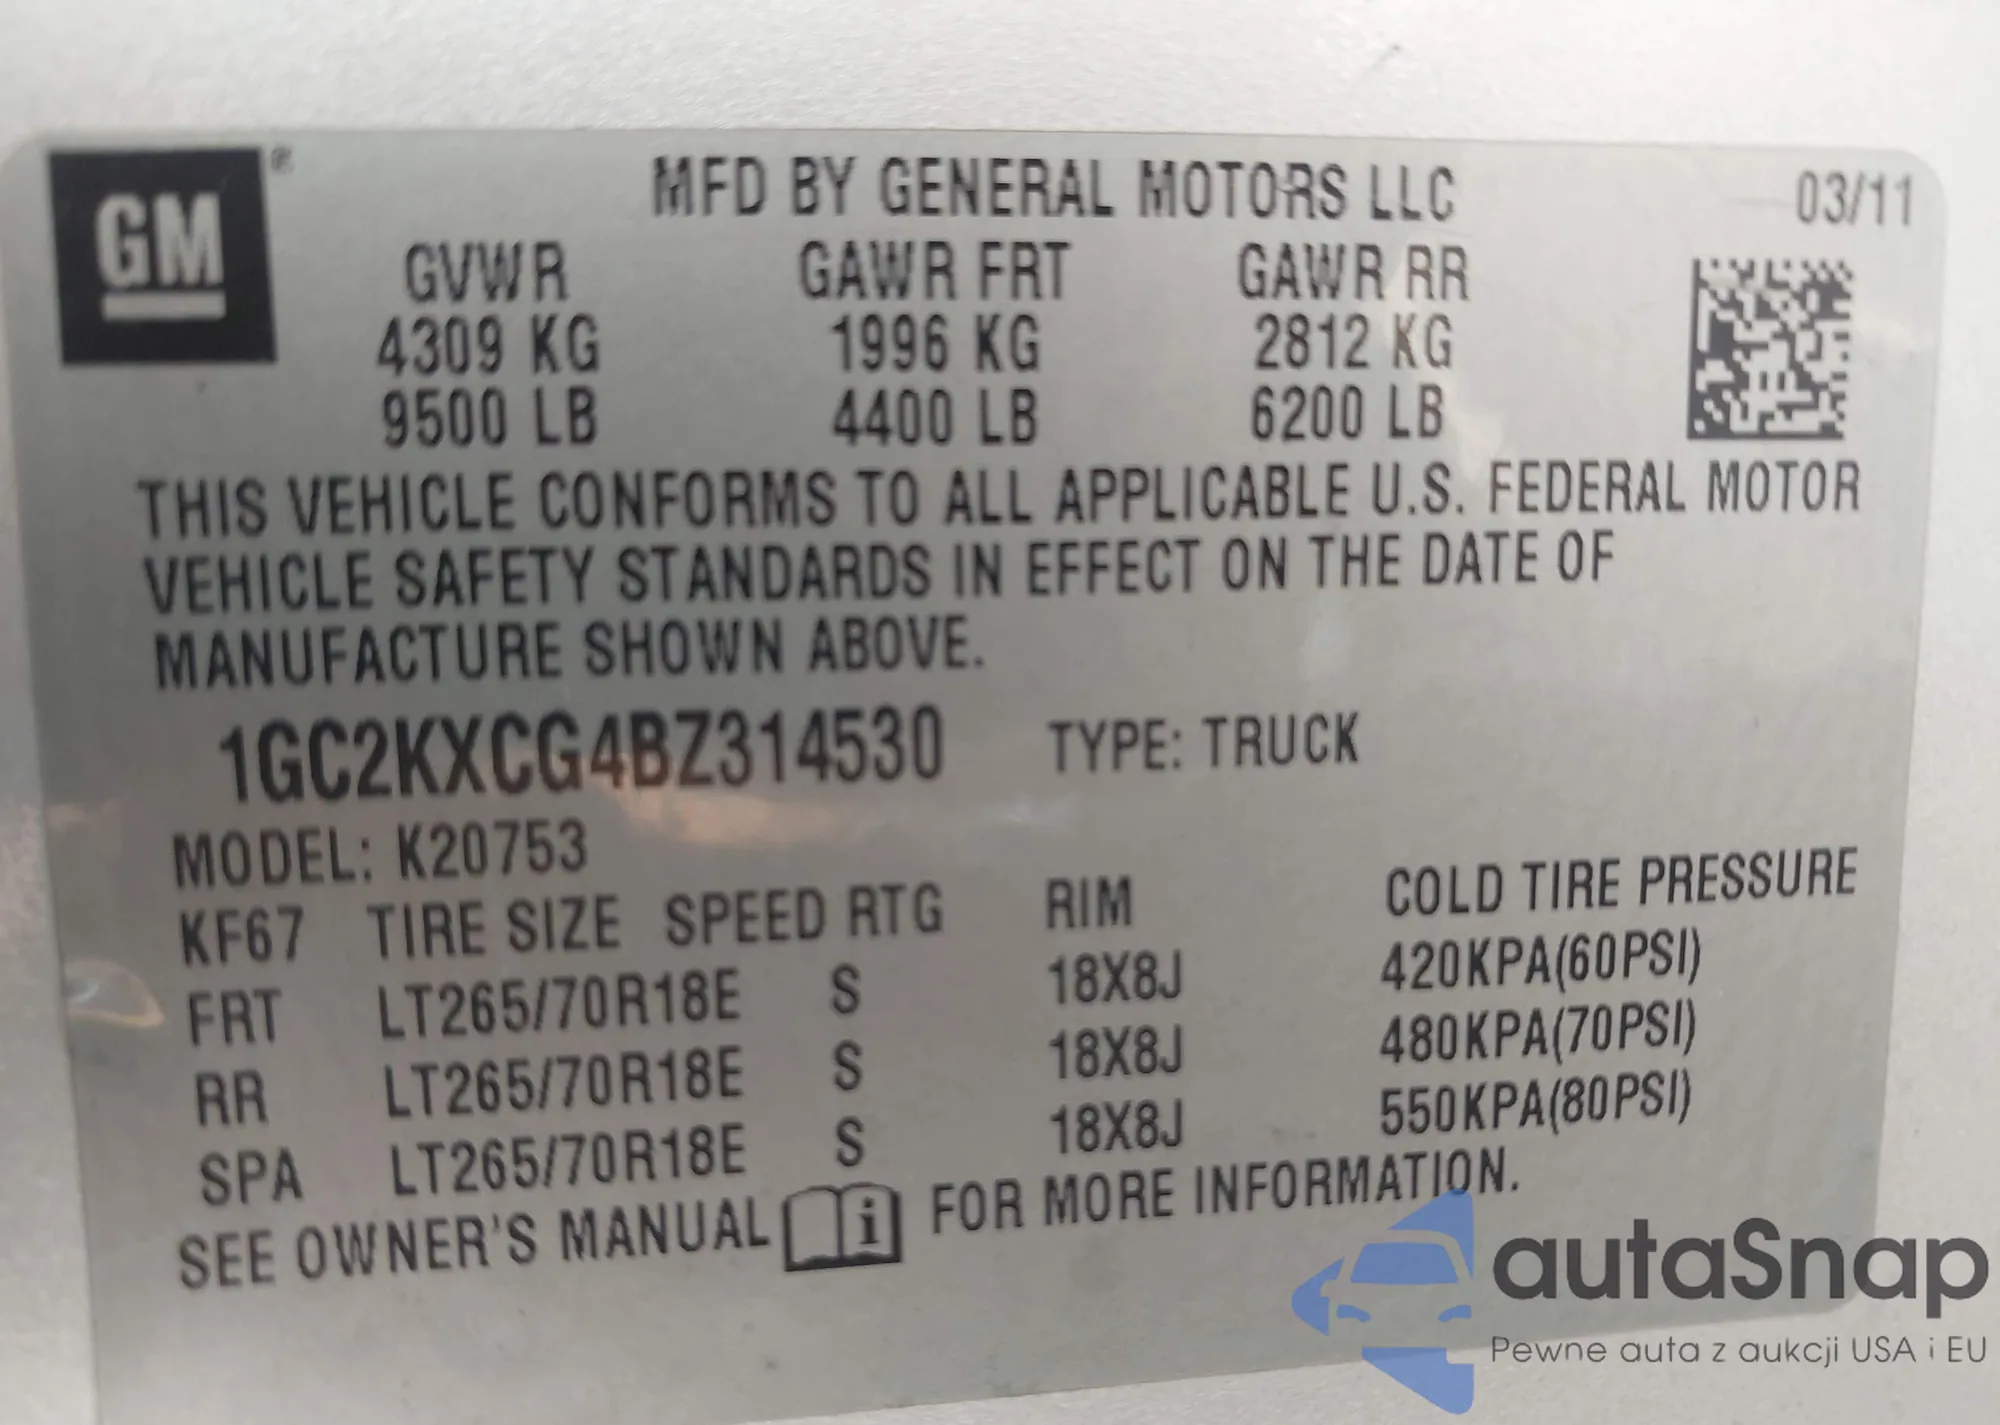 GM ®
MFD BY GENERAL MOTORS LLC 03/11
GVWR GAWR FRT GAWR RR
4309 KG 1996 KG 2812 KG
9500 LB 4400 LB 6200 LB
THIS VEHICLE CONFORMS TO ALL APPLICABLE U.S. FEDERAL MOTOR
VEHICLE SAFETY STANDARDS IN EFFECT ON THE DATE OF
MANUFACTURE SHOWN ABOVE.
1GC2KXCG4BZ314530 TYPE: TRUCK
MODEL: K20753
KF67 TIRE SIZE SPEED RTG RIM COLD TIRE PRESSURE
FRT LT265/70R18E S 18X8J 420KPA(60PSI)
RR LT265/70R18E S 18X8J 480KPA(70PSI)
SPA LT265/70R18E S 18X8J 550KPA(80PSI)
SEE OWNER'S MANUAL i FOR MORE INFORMATION.
autaSnap
Pewne auta z aukcji USA i EU